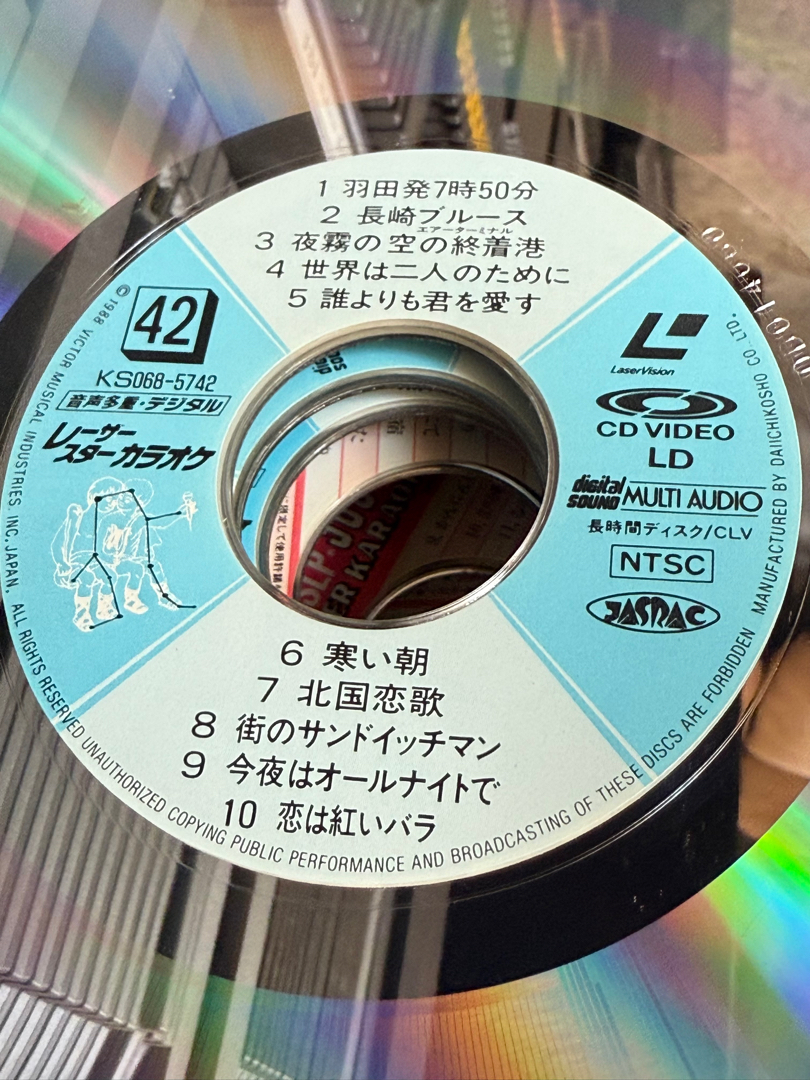 1 羽田発7時50分
2 長崎ブルース
エアーターミナル
3 夜霧の空の終着港
4 世界は二人のために
5 誰よりも君を愛す
42
KS068-5742
音声多重・デジタル
レーザー
スターカラオケ
LaserVision
CD VIDEO
LD
digital SOUND MULTI AUDIO
長時間ディスク/CLV
NTSC
JASRAC
6 寒い朝
7 北国恋歌
8 街のサンドイッチマン
9 今夜はオールナイトで
10 恋は紅いバラ
Ⓒ1988 VICTOR MUSICAL INDUSTRIES, INC. JAPAN. ALL RIGHTS RESERVED UNAUTHORIZED COPYING PUBLIC PERFORMANCE AND BROADCASTING OF THESE DISCS ARE FORBIDDEN MANUFACTURED BY DAIICHIKOSHO CO., LTD.